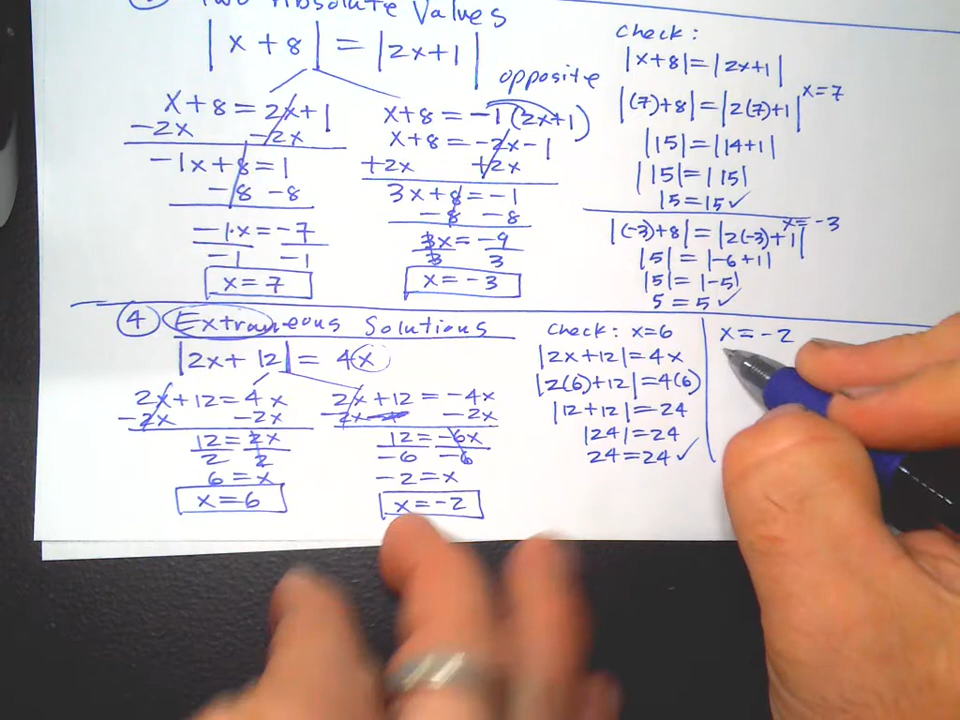 Two Absolute Values
|x+8| = |2x+1|
opposite
x+8 = 2x+1
-2x -2x
-1x+8 = 1
-8 -8
-1·x = -7
-1 -1
x = 7
x+8 = -1(2x+1)
x+8 = -2x-1
+2x +2x
3x+8 = -1
-8 -8
3x = -9
3 3
x = -3
Check:
|x+8| = |2x+1|
|(7)+8| = |2(7)+1| x=7
|15| = |14+1|
|15| = |15|
15 = 15 ✓
x = -3
|(-3)+8| = |2(-3)+1|
|5| = |-6+1|
|5| = |-5|
5 = 5 ✓
4 Extraneous Solutions
|2x+12| = 4x
2x+12 = 4x
-2x -2x
12 = 2x
2 2
6 = x
x = 6
2x+12 = -4x
-2x -2x
12 = -6x
-6 -6
-2 = x
x = -2
Check: x=6
|2x+12| = 4x
|2(6)+12| = 4(6)
|12+12| = 24
|24| = 24
24 = 24 ✓
x = -2